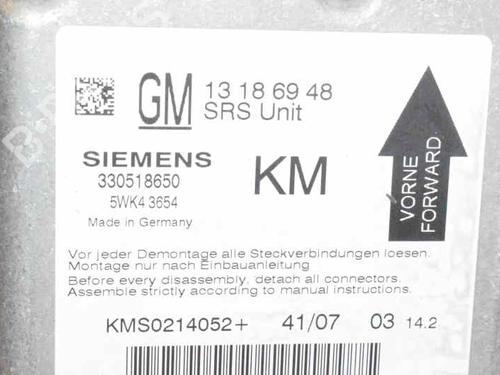 GM 13 18 69 48
SRS Unit
SIEMENS
330518650
5WK4 3654
Made in Germany
KM
VORNE
FORWARD
Vor jeder Demontage alle Steckverbindungen loesen.
Montage nur nach Einbauanleitung
Before every disassembly, detach all connectors.
Assemble strictly according to manual instructions.
KMS0214052+ 41/07 03 14.2